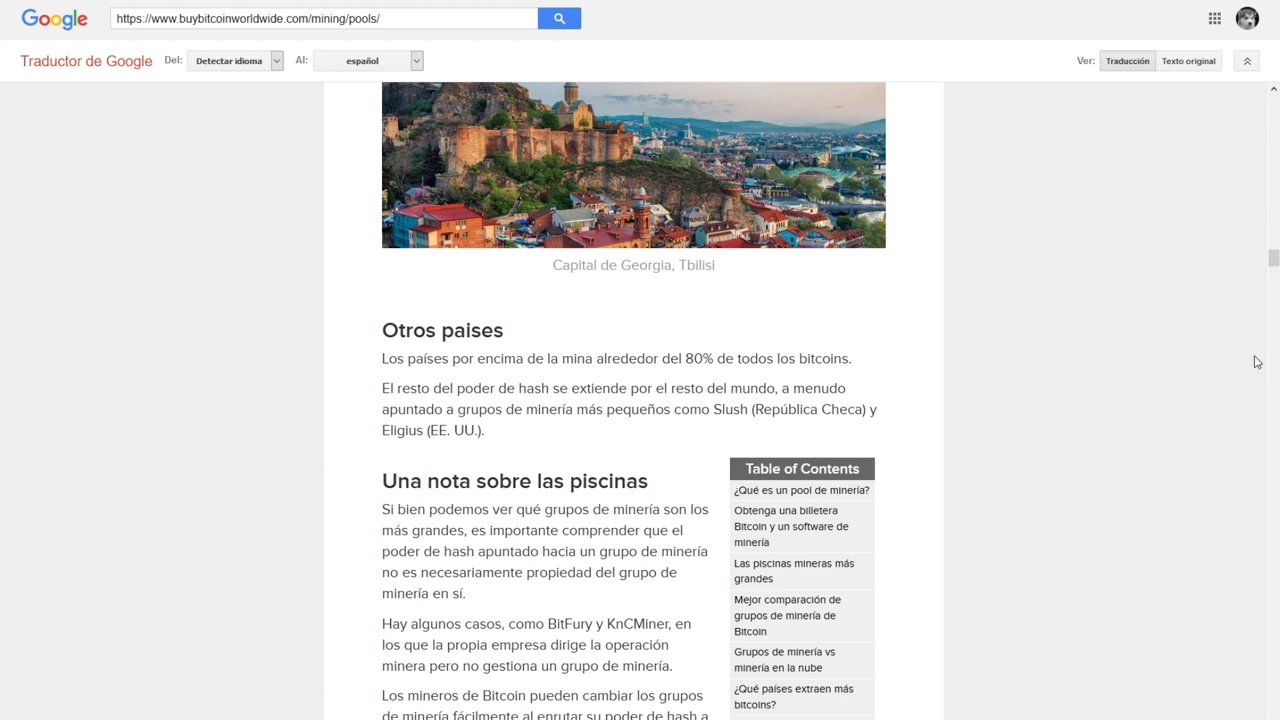 Google
https://www.buybitcoinworldwide.com/mining/pools/
Traductor de Google
Del:
Detectar idioma
Al:
español
Ver:
Traducción
Texto original
Capital de Georgia, Tbilisi
Otros paises
Los países por encima de la mina alrededor del 80% de todos los bitcoins.
El resto del poder de hash se extiende por el resto del mundo, a menudo
apuntado a grupos de minería más pequeños como Slush (República Checa) y
Eligius (EE. UU.).
Una nota sobre las piscinas
Si bien podemos ver qué grupos de minería son los
más grandes, es importante comprender que el
poder de hash apuntado hacia un grupo de minería
no es necesariamente propiedad del grupo de
minería en sí.
Hay algunos casos, como BitFury y KnCMiner, en
los que la propia empresa dirige la operación
minera pero no gestiona un grupo de minería.
Los mineros de Bitcoin pueden cambiar los grupos
de minería fácilmente al enrutar su poder de hash a
Table of Contents
¿Qué es un pool de minería?
Obtenga una billetera
Bitcoin y un software de
minería
Las piscinas mineras más
grandes
Mejor comparación de
grupos de minería de
Bitcoin
Grupos de minería vs
minería en la nube
¿Qué países extraen más
bitcoins?